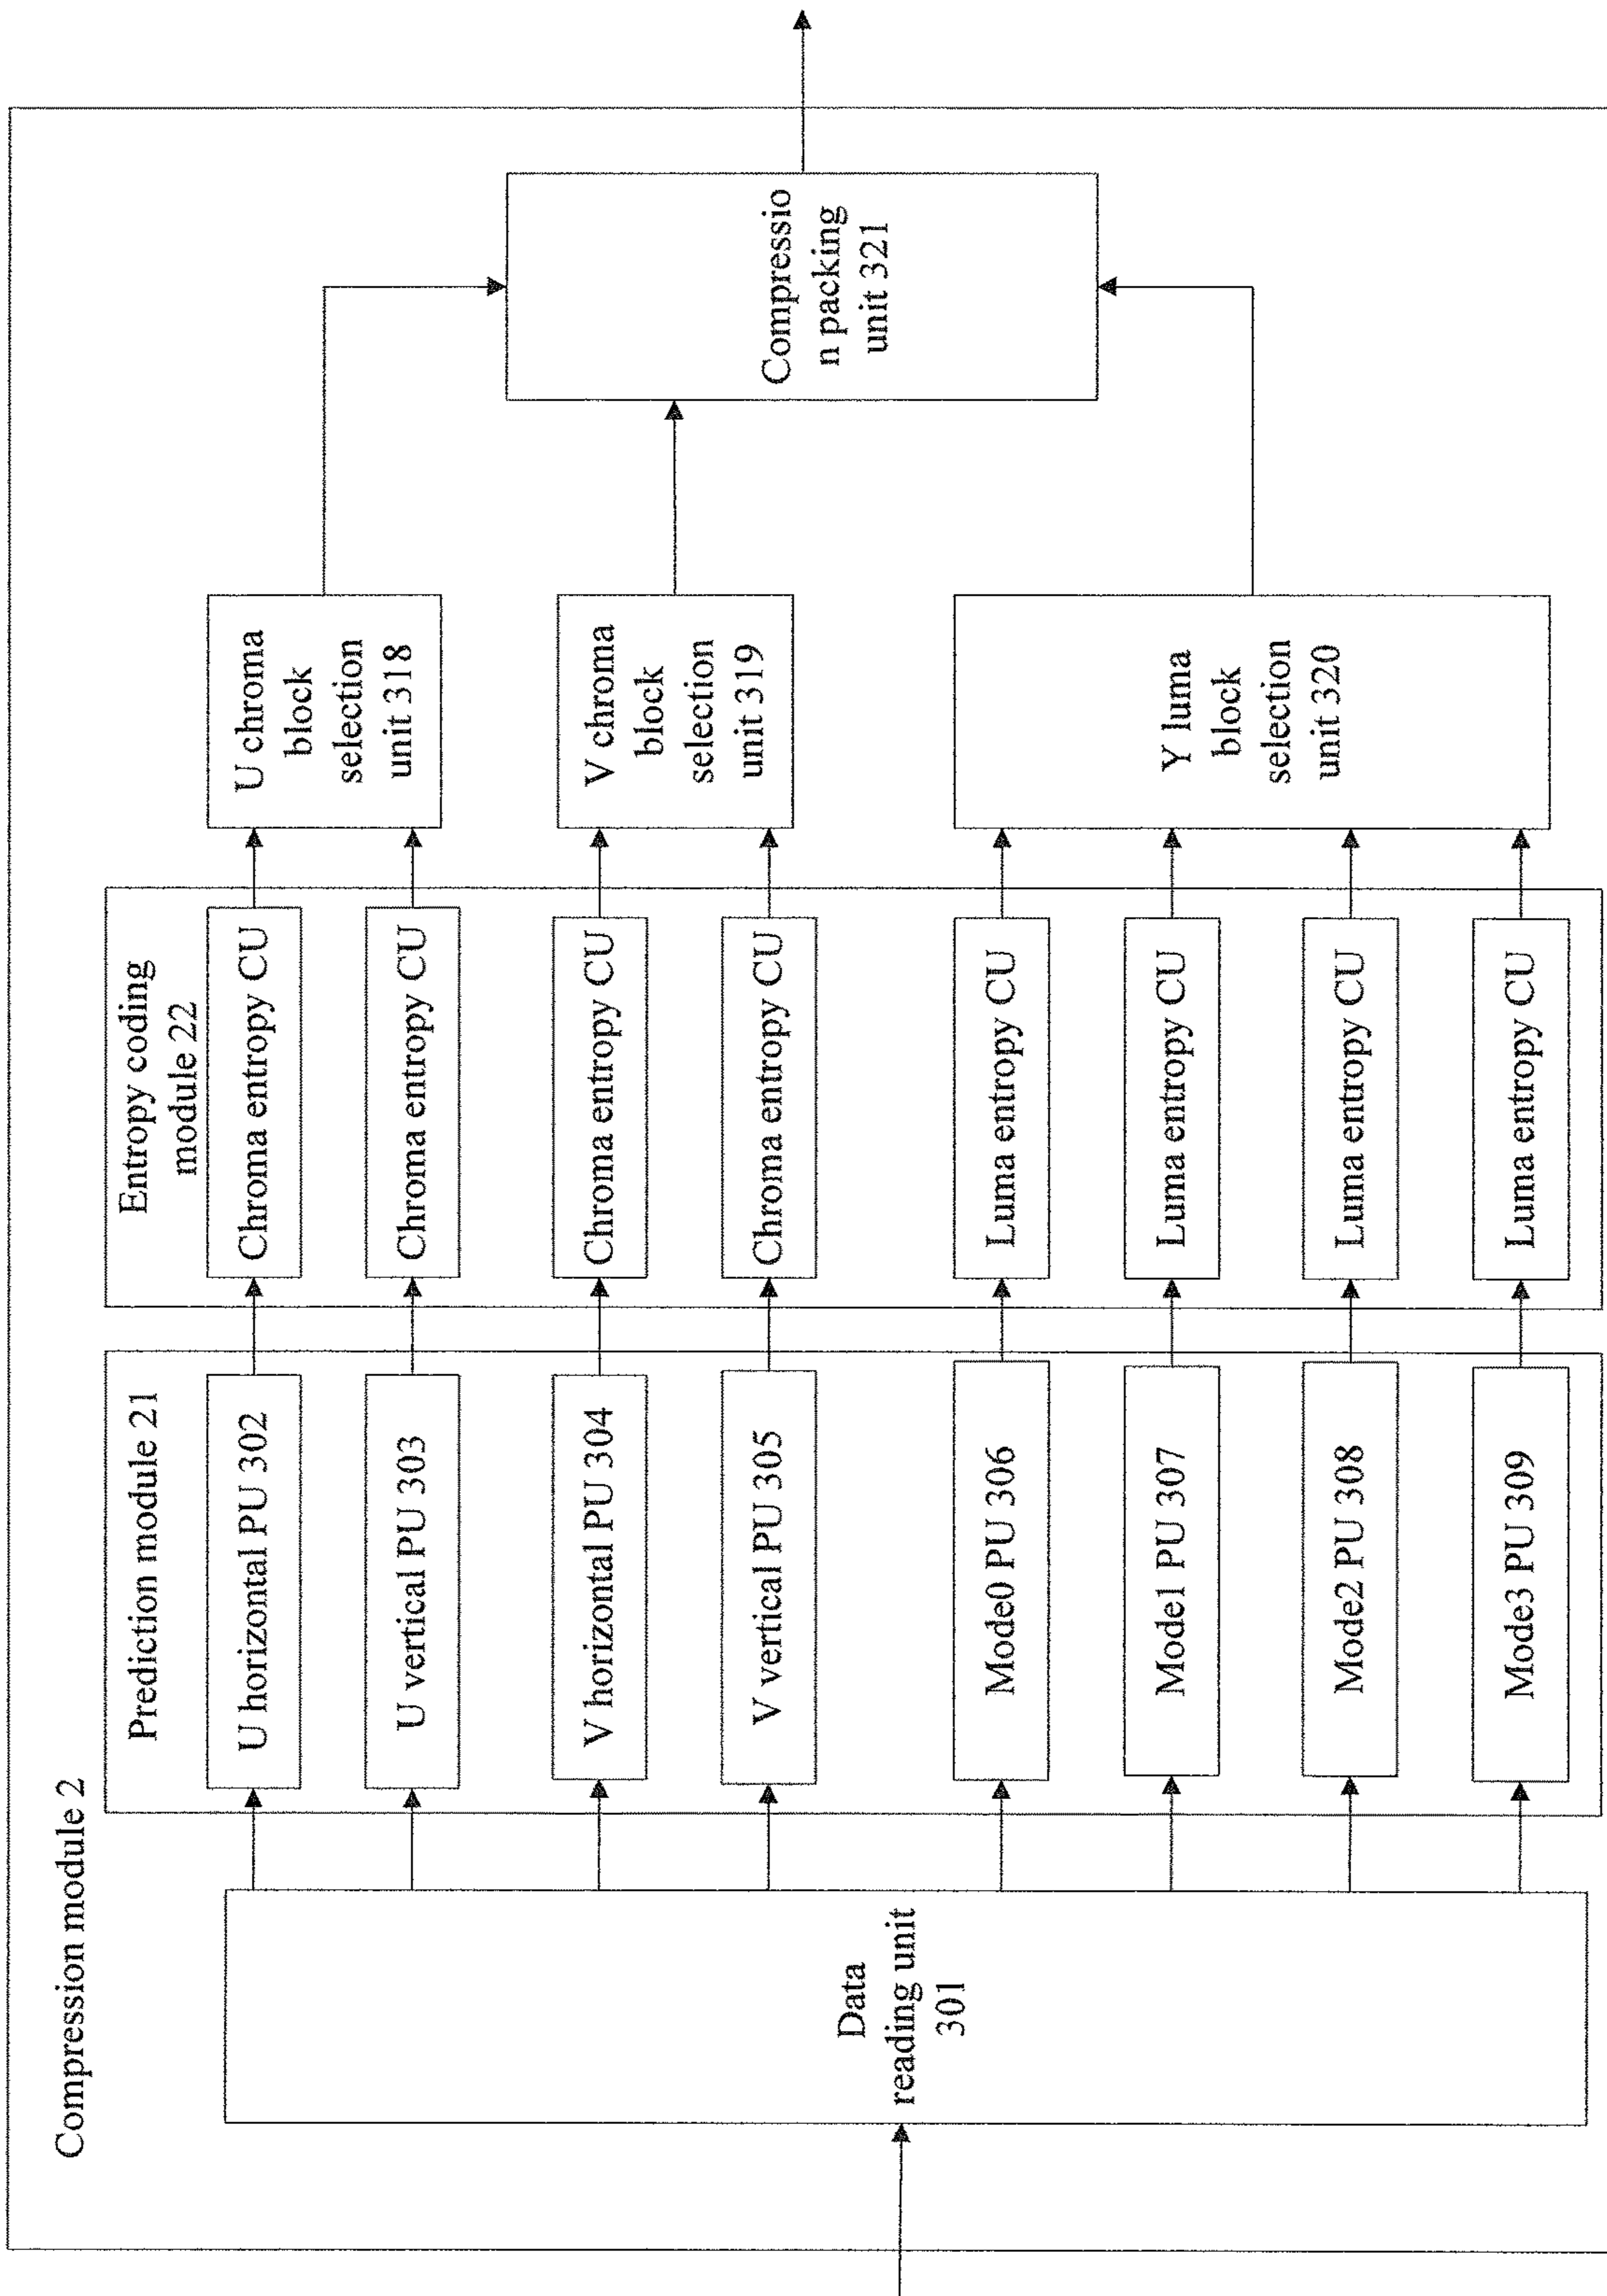 Compression module 2
Data
reading unit
301
Prediction module 21
U horizontal PU 302
U vertical PU 303
V horizontal PU 304
V vertical PU 305
Mode0 PU 306
Mode1 PU 307
Mode2 PU 308
Mode3 PU 309
Entropy coding
module 22
Chroma entropy CU
Chroma entropy CU
Chroma entropy CU
Chroma entropy CU
Luma entropy CU
Luma entropy CU
Luma entropy CU
Luma entropy CU
U chroma
block
selection
unit 318
V chroma
block
selection
unit 319
Y luma
block
selection
unit 320
Compressio
n packing
unit 321